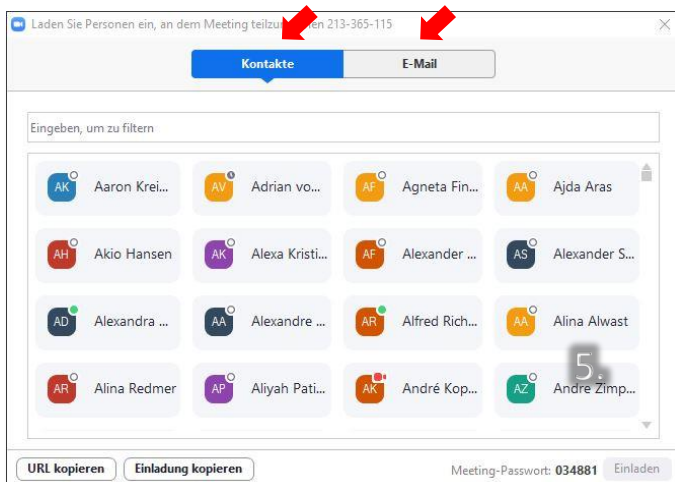 Laden Sie Personen ein, an dem Meeting teilzunehmen 213-365-115
Kontakte
E-Mail
Eingeben, um zu filtern
AK Aaron Krei...
AV Adrian vo...
AF Agneta Fin...
AA Ajda Aras
AH Akio Hansen
AK Alexa Kristi...
AF Alexander ...
AS Alexander S...
AD Alexandra ...
AA Alexandre ...
AR Alfred Rich...
AA Alina Alwast
AR Alina Redmer
AP Aliyah Pati...
AK André Kop...
AZ Andre Zimp...
5.
URL kopieren
Einladung kopieren
Meeting-Passwort: 034881
Einladen